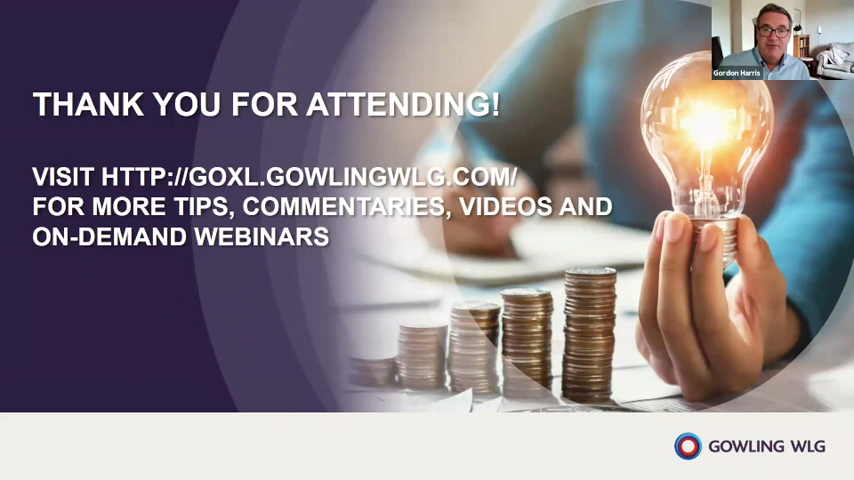 Gordon Harris
THANK YOU FOR ATTENDING!
VISIT HTTP://GOXL.GOWLINGWLG.COM/
FOR MORE TIPS, COMMENTARIES, VIDEOS AND
ON-DEMAND WEBINARS
GOWLING WLG